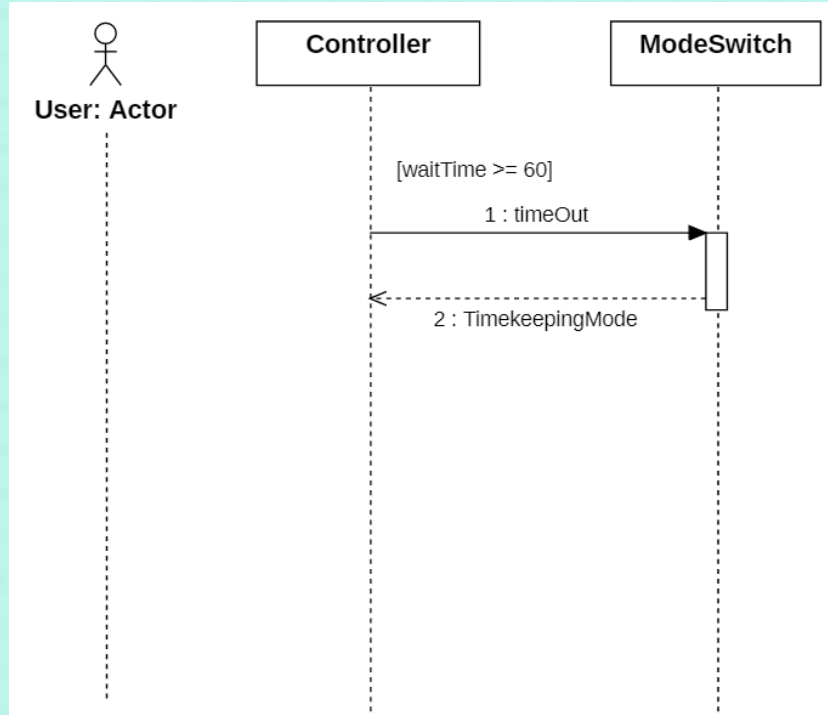 Controller
ModeSwitch
User: Actor
[waitTime >= 60]
1 : timeOut
2 : TimekeepingMode